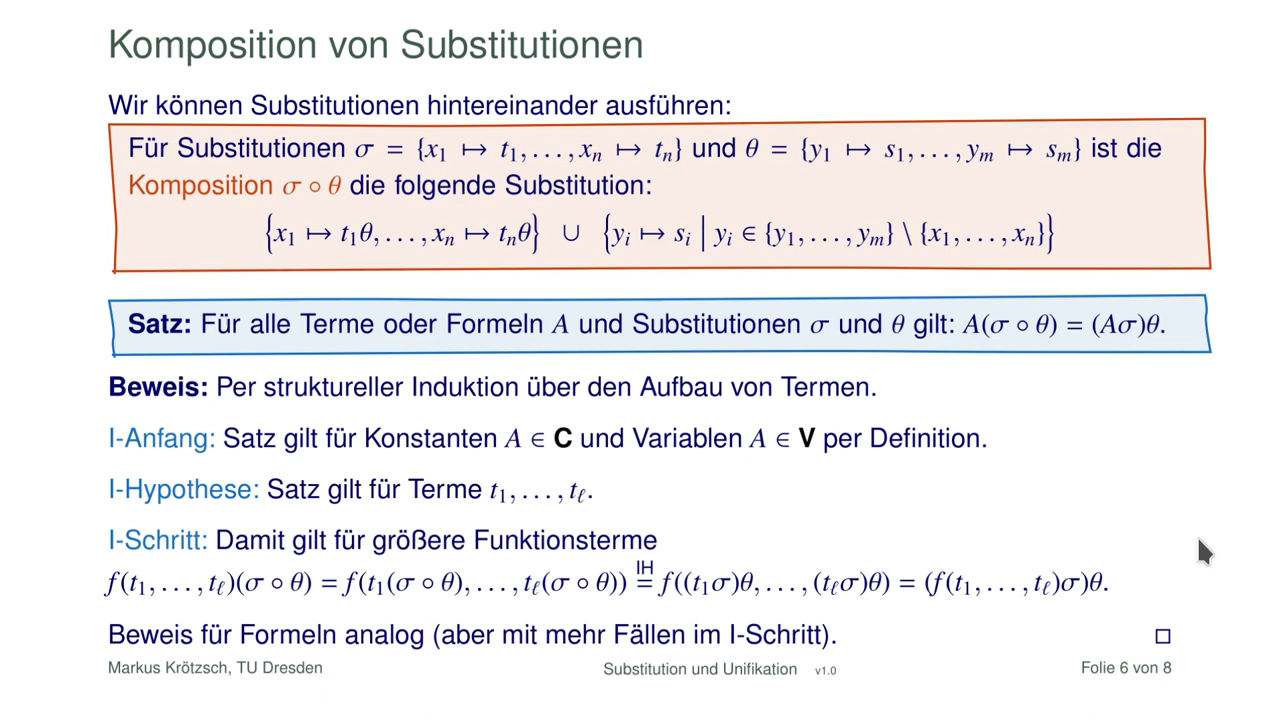 Komposition von Substitutionen
Wir können Substitutionen hintereinander ausführen:
Für Substitutionen σ = {x₁ ↦ t₁, . . . , xₙ ↦ tₙ} und θ = {y₁ ↦ s₁, . . . , yₘ ↦ sₘ} ist die
Komposition σ ∘ θ die folgende Substitution:
{x₁ ↦ t₁θ, . . . , xₙ ↦ tₙθ} ∪ {yᵢ ↦ sᵢ | yᵢ ∈ {y₁, . . . , yₘ} \ {x₁, . . . , xₙ}}
Satz: Für alle Terme oder Formeln A und Substitutionen σ und θ gilt: A(σ ∘ θ) = (Aσ)θ.
Beweis: Per struktureller Induktion über den Aufbau von Termen.
I-Anfang: Satz gilt für Konstanten A ∈ C und Variablen A ∈ V per Definition.
I-Hypothese: Satz gilt für Terme t₁, . . . , tℓ.
I-Schritt: Damit gilt für größere Funktionsterme
f(t₁, . . . , tℓ)(σ ∘ θ) = f(t₁(σ ∘ θ), . . . , tℓ(σ ∘ θ)) IH= f((t₁σ)θ, . . . , (tℓσ)θ) = (f(t₁, . . . , tℓ)σ)θ.
Beweis für Formeln analog (aber mit mehr Fällen im I-Schritt). □
Markus Krötzsch, TU Dresden Substitution und Unifikation v1.0 Folie 6 von 8